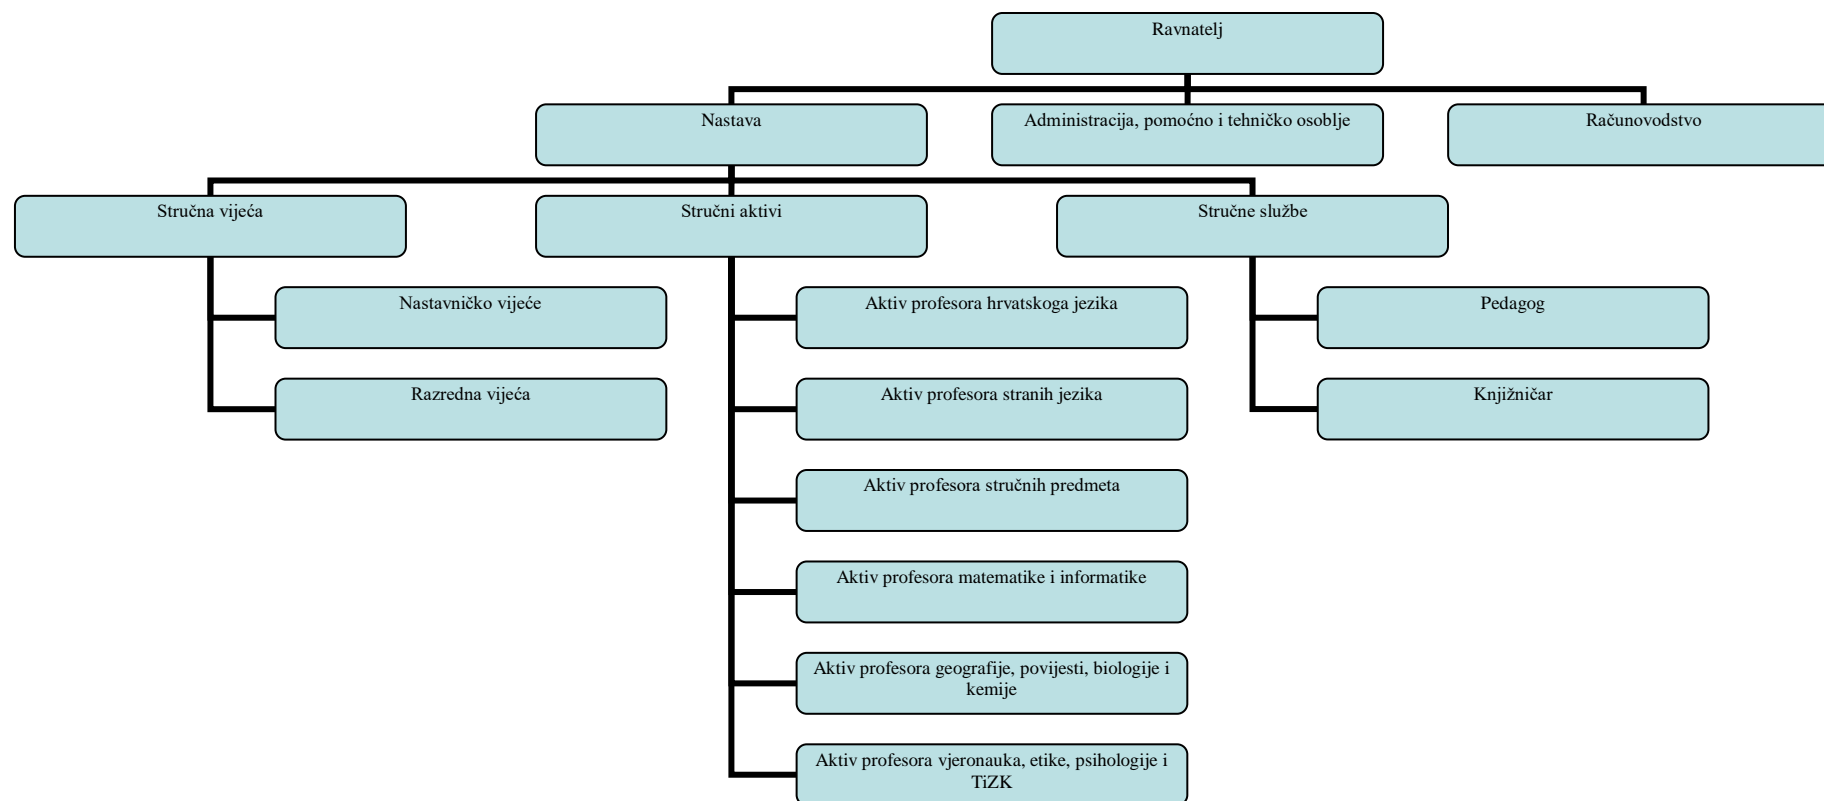 Ravnatelj
Nastava
Administracija, pomoćno i tehničko osoblje
Računovodstvo
Stručna vijeća
Stručni aktivi
Stručne službe
Nastavničko vijeće
Aktiv profesora hrvatskoga jezika
Pedagog
Razredna vijeća
Aktiv profesora stranih jezika
Knjižničar
Aktiv profesora stručnih predmeta
Aktiv profesora matematike i informatike
Aktiv profesora geografije, povijesti, biologije i
kemije
Aktiv profesora vjeronauka, etike, psihologije i
TiZK